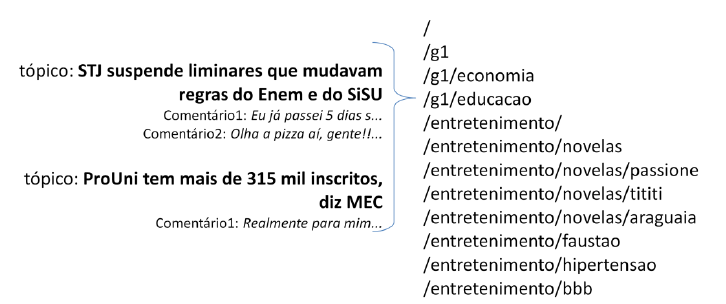 tópico: STJ suspende liminares que mudavam
regras do Enem e do SiSU
Comentário1: Eu já passei 5 dias s...
Comentário2: Olha a pizza aí, gente!!...
tópico: ProUni tem mais de 315 mil inscritos,
diz MEC
Comentário1: Realmente para mim...
/
/g1
/g1/economia
/g1/educacao
/entretenimento/
/entretenimento/novelas
/entretenimento/novelas/passione
/entretenimento/novelas/tititi
/entretenimento/novelas/araguaia
/entretenimento/faustao
/entretenimento/hipertensao
/entretenimento/bbb